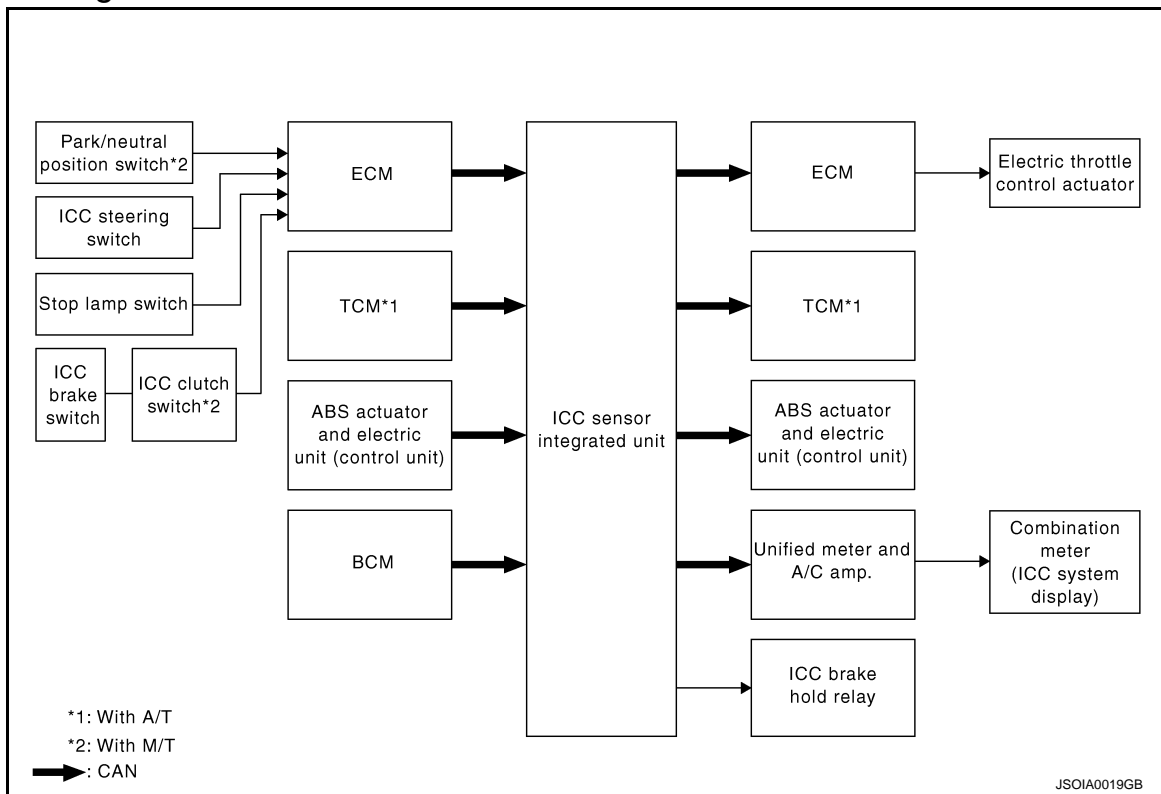 Park/neutral
position switch*2
ICC steering
switch
Stop lamp switch
ICC
brake
switch
ICC clutch
switch*2
ECM
TCM*1
ABS actuator
and electric
unit (control unit)
BCM
ICC sensor
integrated unit
ECM
TCM*1
ABS actuator
and electric
unit (control unit)
Unified meter and
A/C amp.
ICC brake
hold relay
Electric throttle
control actuator
Combination
meter
(ICC system
display)
*1: With A/T
*2: With M/T
: CAN
JSOIA0019GB